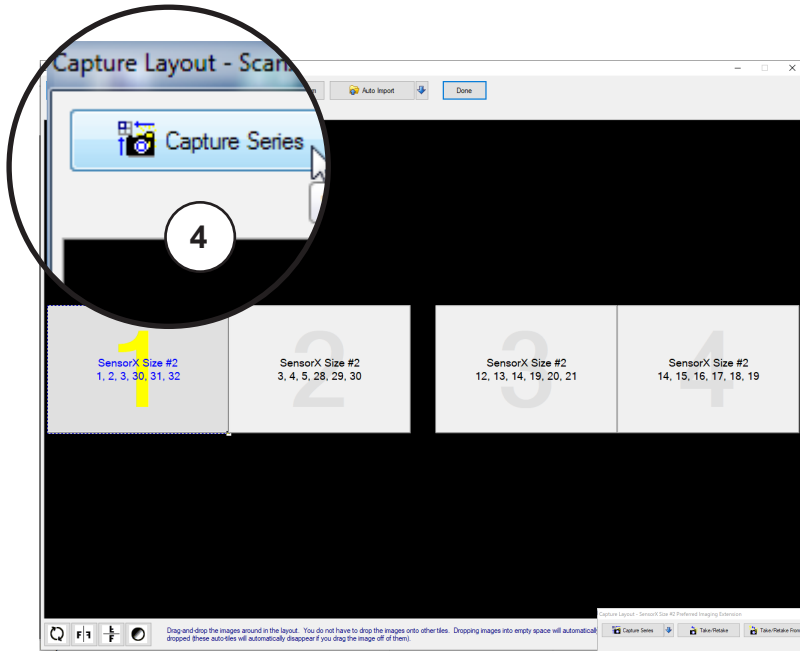 Capture Layout - Scan
Auto Import
Done
Capture Series
4
1
SensorX Size #2
1, 2, 3, 30, 31, 32
2
SensorX Size #2
3, 4, 5, 28, 29, 30
3
SensorX Size #2
12, 13, 14, 19, 20, 21
4
SensorX Size #2
14, 15, 16, 17, 18, 19
Drag-and-drop the images around in the layout. You do not have to drop the images onto other tiles. Dropping images into empty space will automatically
dropped (these auto-tiles will automatically disappear if you drag the image off of them).
Capture Layout - SensorX Size #2 Preferred Imaging Extension
Capture Series
Take/Retake
Take/Retake From